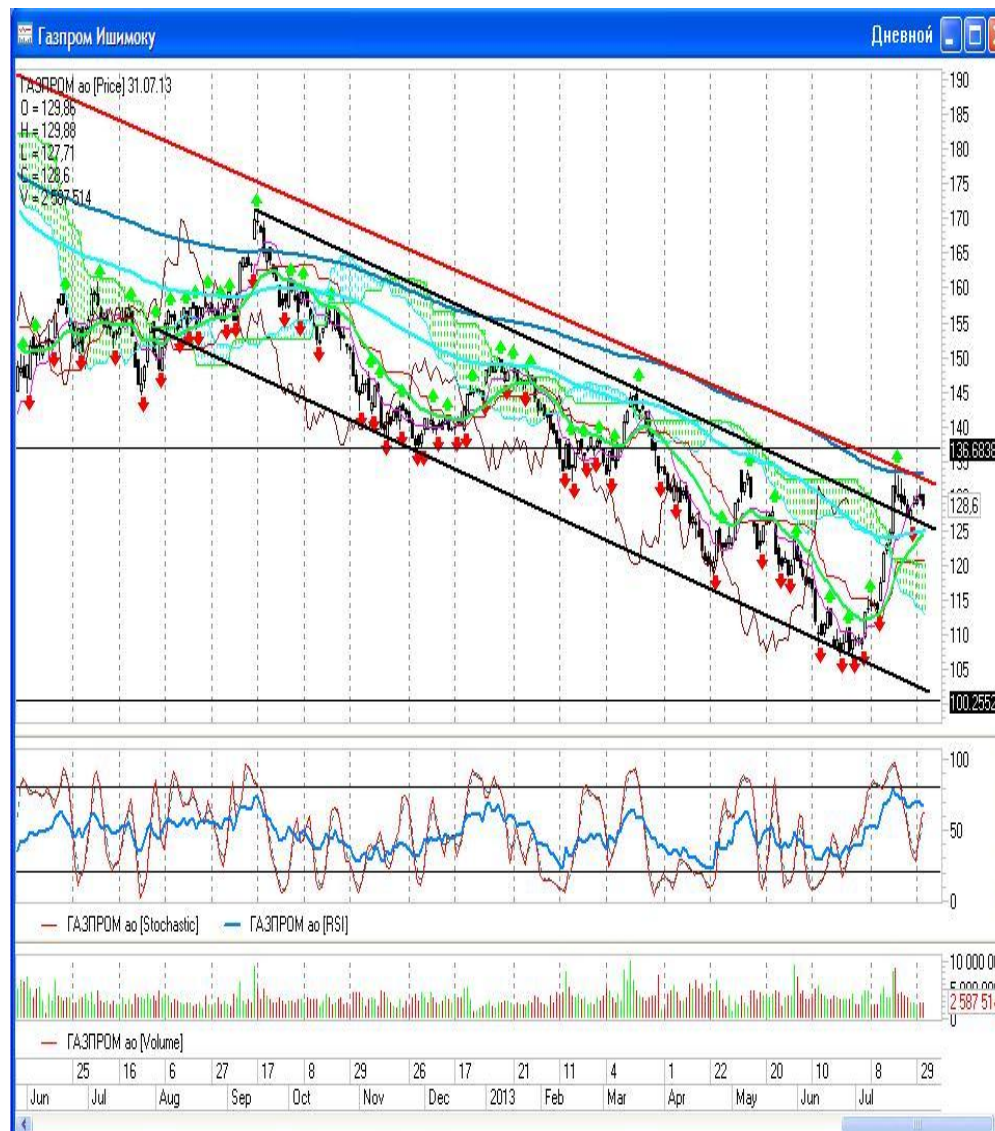 Газпром Ишимоку
Дневной
ГАЗПРОМ ао [Price] 31.07.13
O = 129,86
H = 129,88
L = 127,71
C = 128,6
V = 2 587 514
190
185
180
175
170
165
160
155
150
145
140
136.6838
128,6
125
120
115
110
105
100.2552
100
50
0
ГАЗПРОМ ао [Stochastic]
ГАЗПРОМ ао [RSI]
10 000 00
2 587 514
0
ГАЗПРОМ ао [Volume]
25 16 6 27 17 8 29 26 17 21 11 4 1 22 20 10 8 29
Jun Jul Aug Sep Oct Nov Dec 2013 Feb Mar Apr May Jun Jul